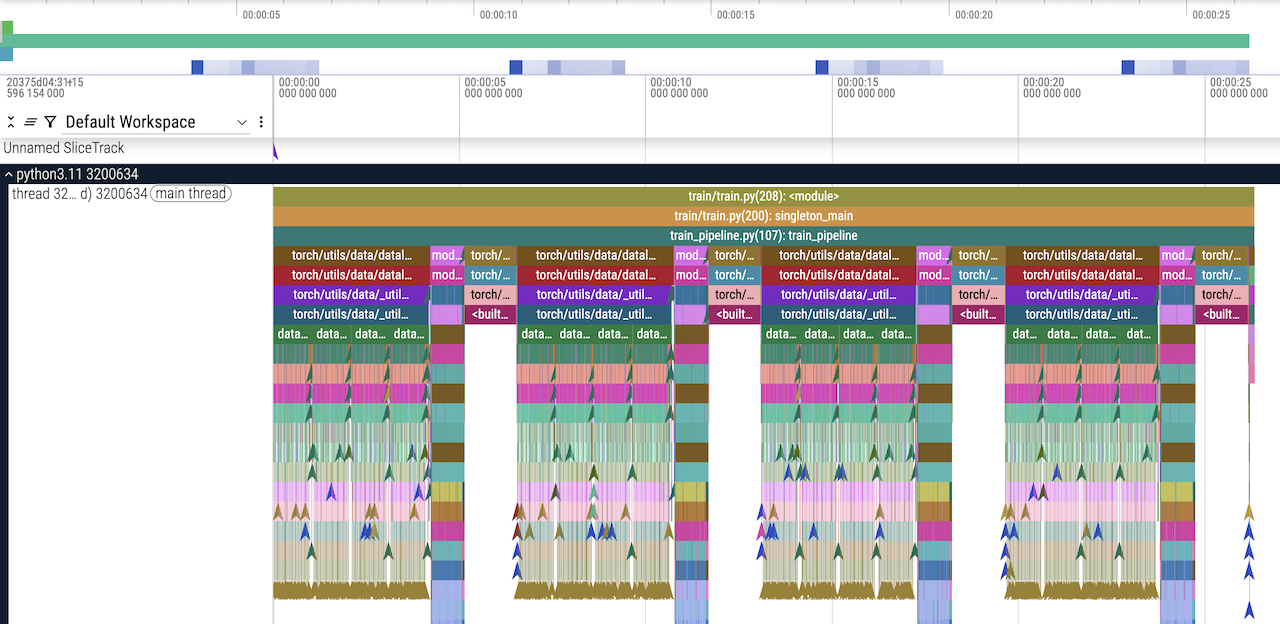 00:00:05 00:00:10 00:00:15 00:00:20 00:00:25
20375d04:31:15 00:00:00 00:00:05 00:00:10 00:00:15 00:00:20 00:00:25
596 154 000 000 000 000 000 000 000 000 000 000 000 000 000 000 000 000 000 000 000
Default Workspace
Unnamed SliceTrack
python3.11 3200634
thread 32... d) 3200634 main thread
train/train.py(208): <module>
train/train.py(200): singleton_main
train_pipeline.py(107): train_pipeline
torch/utils/data/datal... mod... torch/... torch/utils/data/datal... mod... torch/... torch/utils/data/datal... mod... torch/... torch/utils/data/datal... mod... torch/...
torch/utils/data/datal... mod... torch/... torch/utils/data/datal... mod... torch/... torch/utils/data/datal... mod... torch/... torch/utils/data/datal... mod... torch/...
torch/utils/data/_util... torch/... torch/utils/data/_util... torch/... torch/utils/data/_util... torch/... torch/utils/data/_uti... torch/...
torch/utils/data/_util... <built... torch/utils/data/_util... <built... torch/utils/data/_util... <built... torch/utils/data/_uti... <built...
data... data... data... data... data... data... data... data... data... data... data... data... dat... data... data... dat...